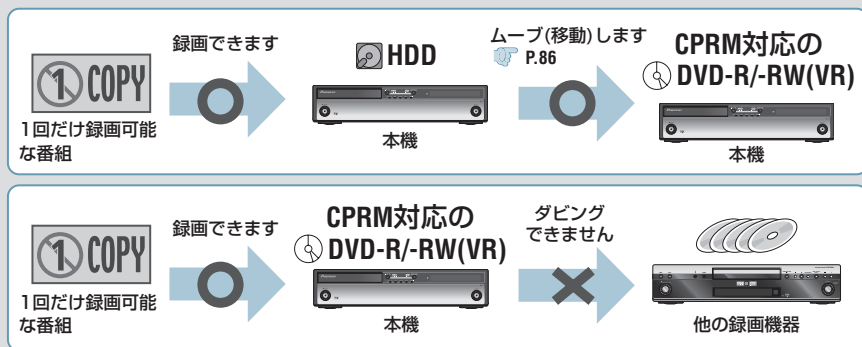 録画できます
HDD
ムーブ(移動)します
P.86
CPRM対応の
DVD-R/-RW(VR)
1 COPY
1回だけ録画可能
な番組
本機
本機
録画できます
CPRM対応の
DVD-R/-RW(VR)
ダビング
できません
1 COPY
1回だけ録画可能
な番組
本機
他の録画機器